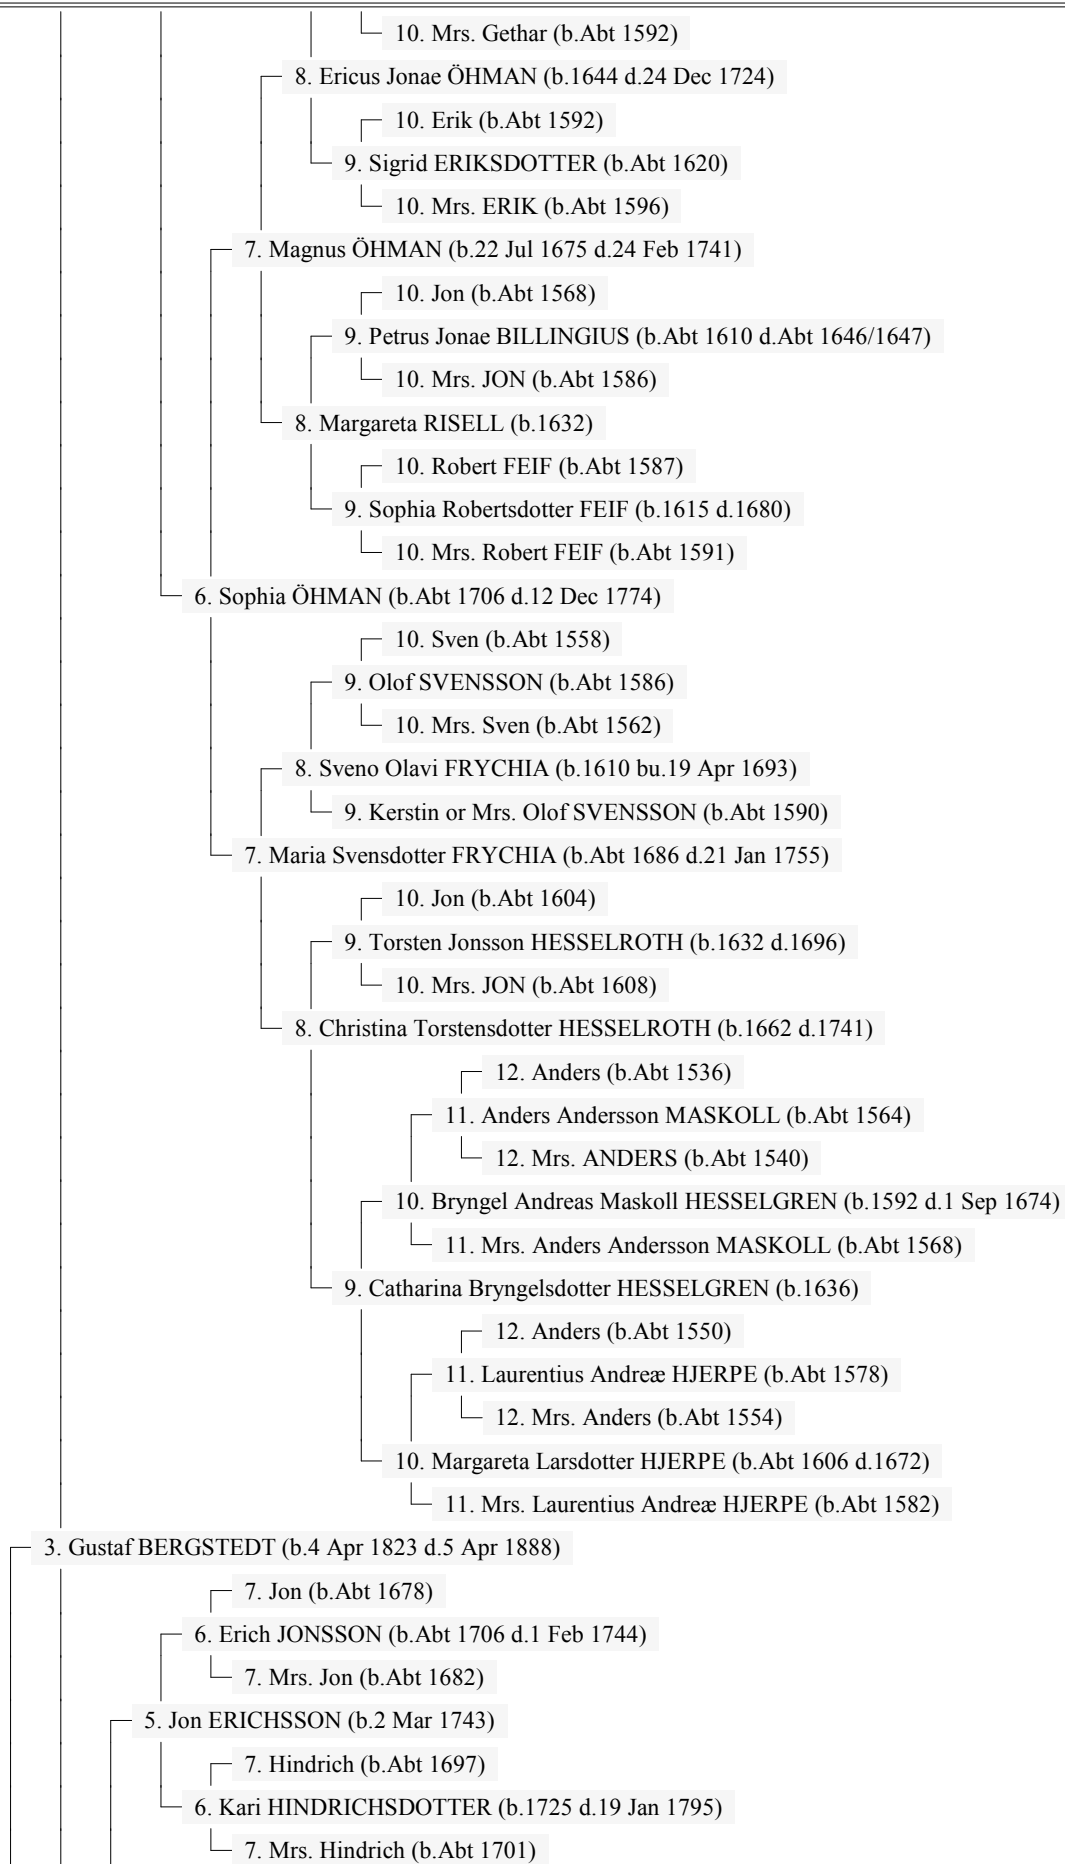 10. Mrs. Gethar (b.Abt 1592)
8. Ericus Jonae ÖHMAN (b.1644 d.24 Dec 1724)
10. Erik (b.Abt 1592)
9. Sigrid ERIKSDOTTER (b.Abt 1620)
10. Mrs. ERIK (b.Abt 1596)
7. Magnus ÖHMAN (b.22 Jul 1675 d.24 Feb 1741)
10. Jon (b.Abt 1568)
9. Petrus Jonae BILLINGIUS (b.Abt 1610 d.Abt 1646/1647)
10. Mrs. JON (b.Abt 1586)
8. Margareta RISELL (b.1632)
10. Robert FEIF (b.Abt 1587)
9. Sophia Robertsdotter FEIF (b.1615 d.1680)
10. Mrs. Robert FEIF (b.Abt 1591)
6. Sophia ÖHMAN (b.Abt 1706 d.12 Dec 1774)
10. Sven (b.Abt 1558)
9. Olof SVENSSON (b.Abt 1586)
10. Mrs. Sven (b.Abt 1562)
8. Sveno Olavi FRYCHIA (b.1610 bu.19 Apr 1693)
9. Kerstin or Mrs. Olof SVENSSON (b.Abt 1590)
7. Maria Svensdotter FRYCHIA (b.Abt 1686 d.21 Jan 1755)
10. Jon (b.Abt 1604)
9. Torsten Jonsson HESSELROTH (b.1632 d.1696)
10. Mrs. JON (b.Abt 1608)
8. Christina Torstensdotter HESSELROTH (b.1662 d.1741)
12. Anders (b.Abt 1536)
11. Anders Andersson MASKOLL (b.Abt 1564)
12. Mrs. ANDERS (b.Abt 1540)
10. Bryngel Andreas Maskoll HESSELGREN (b.1592 d.1 Sep 1674)
11. Mrs. Anders Andersson MASKOLL (b.Abt 1568)
9. Catharina Bryngelsdotter HESSELGREN (b.1636)
12. Anders (b.Abt 1550)
11. Laurentius Andreæ HJERPE (b.Abt 1578)
12. Mrs. Anders (b.Abt 1554)
10. Margareta Larsdotter HJERPE (b.Abt 1606 d.1672)
11. Mrs. Laurentius Andreæ HJERPE (b.Abt 1582)
3. Gustaf BERGSTEDT (b.4 Apr 1823 d.5 Apr 1888)
7. Jon (b.Abt 1678)
6. Erich JONSSON (b.Abt 1706 d.1 Feb 1744)
7. Mrs. Jon (b.Abt 1682)
5. Jon ERICHSSON (b.2 Mar 1743)
7. Hindrich (b.Abt 1697)
6. Kari HINDRICHSDOTTER (b.1725 d.19 Jan 1795)
7. Mrs. Hindrich (b.Abt 1701)